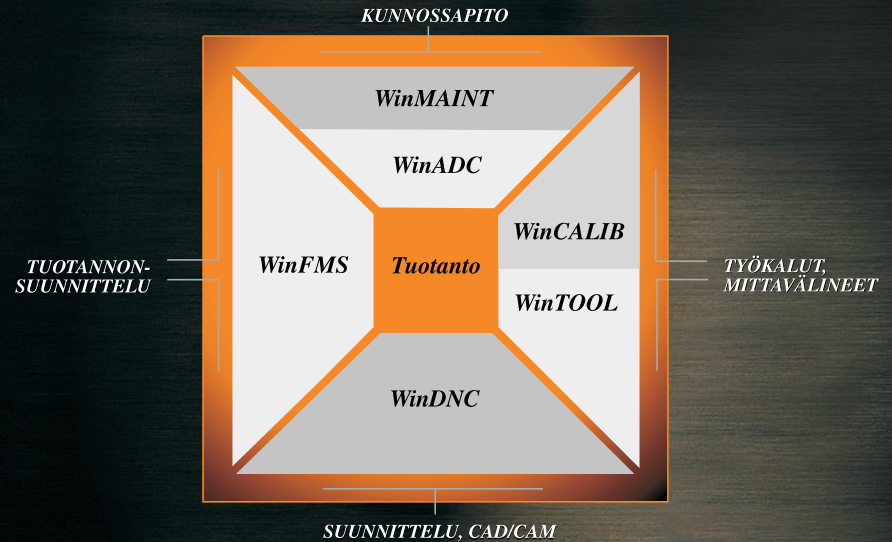 KUNNOSSAPITO
WinMAINT
WinADC
WinCALIB
TUOTANNON-
SUUNNITTELU
WinFMS
Tuotanto
TYÖKALUT,
MITTAVÄLINEET
WinTOOL
WinDNC
SUUNNITTELU, CAD/CAM